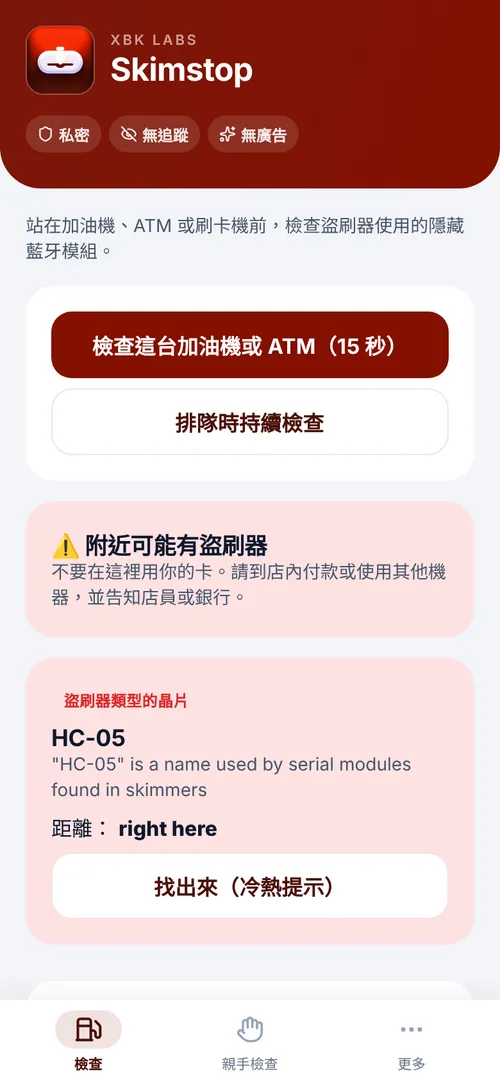 XBK LABS
Skimstop
私密
無追蹤
無廣告
站在加油機、ATM 或刷卡機前，檢查盜刷器使用的隱藏
藍牙模組。
檢查這台加油機或 ATM（15 秒）
排隊時持續檢查
⚠️ 附近可能有盜刷器
不要在這裡用你的卡。請到店內付款或使用其他機
器，並告知店員或銀行。
盜刷器類型的晶片
HC-05
"HC-05" is a name used by serial modules
found in skimmers
距離： right here
找出來（冷熱提示）
檢查
親手檢查
更多